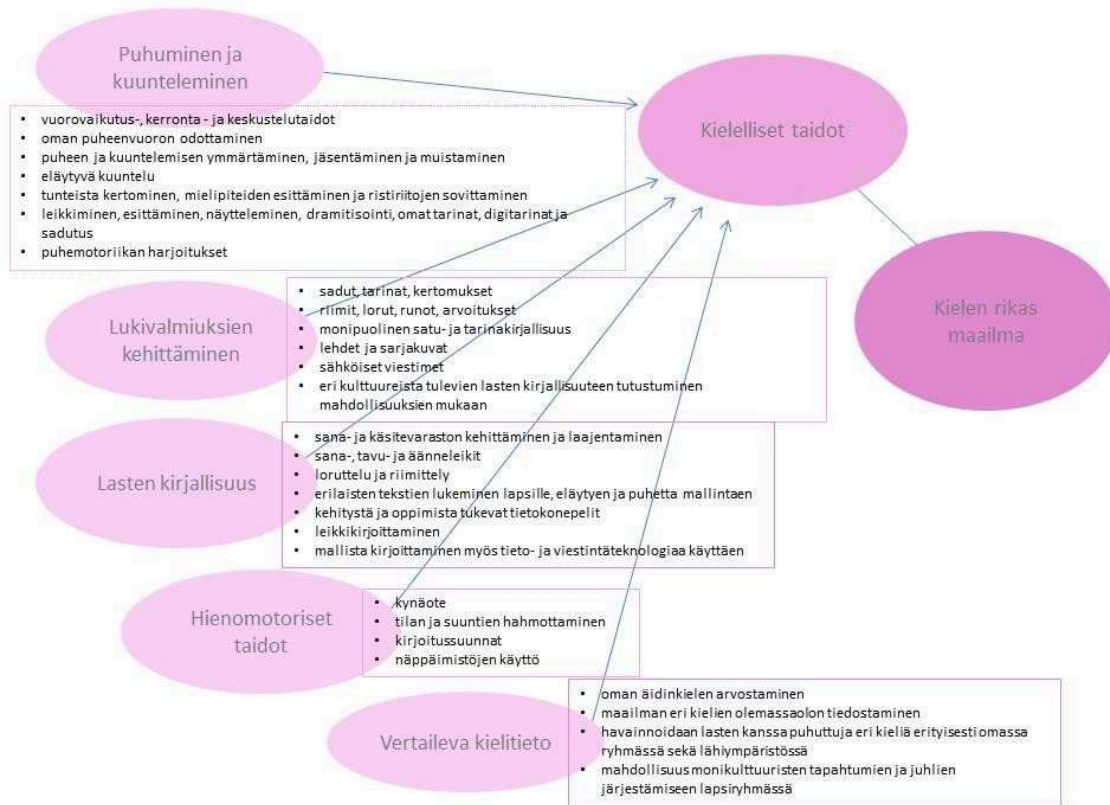 Puhuminen ja
kuunteleminen
• vuorovaikutus-, kerronta - ja keskustelutaidot
• oman puheenvuoron odottaminen
• puheen ja kuuntelemisen ymmärtäminen, jäsentäminen ja muistaminen
• eläytyvä kuuntelu
• tunteista kertominen, mielipiteiden esittäminen ja ristiriitojen sovittaminen
• leikkiminen, esittäminen, näytteleminen, dramitisointi, omat tarinat, digitarinat ja
sadutus
• puhemotoriikan harjoitukset
Kielelliset taidot
Kielen rikas
maailma
Lukivalmiuksien
kehittäminen
• sadut, tarinat, kertomukset
• riimit, lorut, runot, arvoitukset
• monipuolinen satu- ja tarinakirjallisuus
• lehdet ja sarjakuvat
• sähköiset viestimet
• eri kulttuureista tulevien lasten kirjallisuuteen tutustuminen
mahdollisuuksien mukaan
Lasten kirjallisuus
• sana- ja käsitevaraston kehittäminen ja laajentaminen
• sana-, tavu- ja äänneleikit
• loruttelu ja riimittely
• erilaisten tekstien lukeminen lapsille, eläytyen ja puhetta mallintaen
• kehitystä ja oppimista tukevat tietokonepelit
• leikkikirjoittaminen
• mallista kirjoittaminen myös tieto- ja viestintäteknologiaa käyttäen
Hienomotoriset
taidot
• kynäote
• tilan ja suuntien hahmottaminen
• kirjoitussuunnat
• näppäimistöjen käyttö
Vertaileva kielitieto
• oman äidinkielen arvostaminen
• maailman eri kielien olemassaolon tiedostaminen
• havainnoidaan lasten kanssa puhuttuja eri kieliä erityisesti omassa
ryhmässä sekä lähiympäristössä
• mahdollisuus monikulttuuristen tapahtumien ja juhlien
järjestämiseen lapsiryhmässä